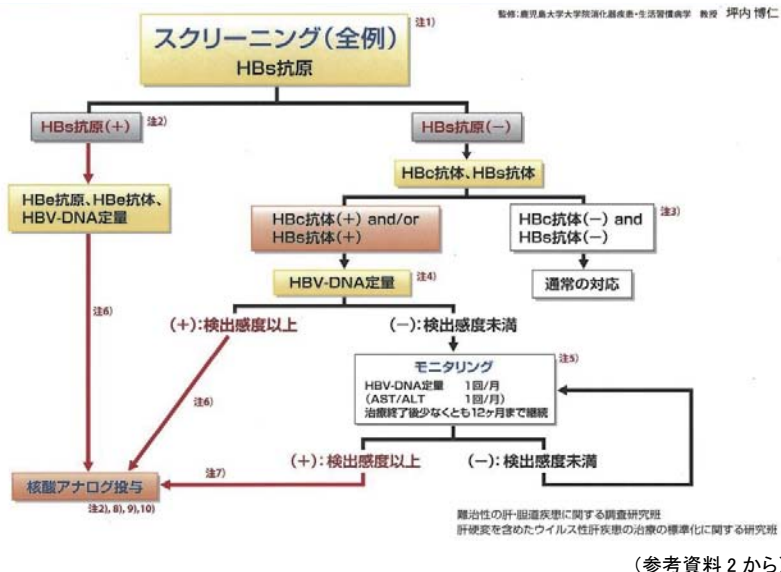 監修:鹿児島大学大学院消化器疾患・生活習慣病学 教授 坪内 博仁
スクリーニング(全例)
注1)
HBs抗原
HBs抗原(+)
注2)
HBs抗原(−)
HBc抗体、HBs抗体
HBe抗原、HBe抗体、
HBV-DNA定量
HBc抗体(+) and/or
HBs抗体(+)
HBc抗体(−) and
HBs抗体(−)
注3)
HBV-DNA定量
注4)
通常の対応
注6)
(+):検出感度以上
(−):検出感度未満
モニタリング
注5)
HBV-DNA定量 1回/月
(AST/ALT 1回/月)
治療終了後少なくとも12ヶ月まで継続
注6)
(+):検出感度以上
(−):検出感度未満
注7)
核酸アナログ投与
注2), 8), 9), 10)
難治性の肝・胆道疾患に関する調査研究班
肝硬変を含めたウイルス性肝疾患の治療の標準化に関する研究班
(参考資料 2 から)